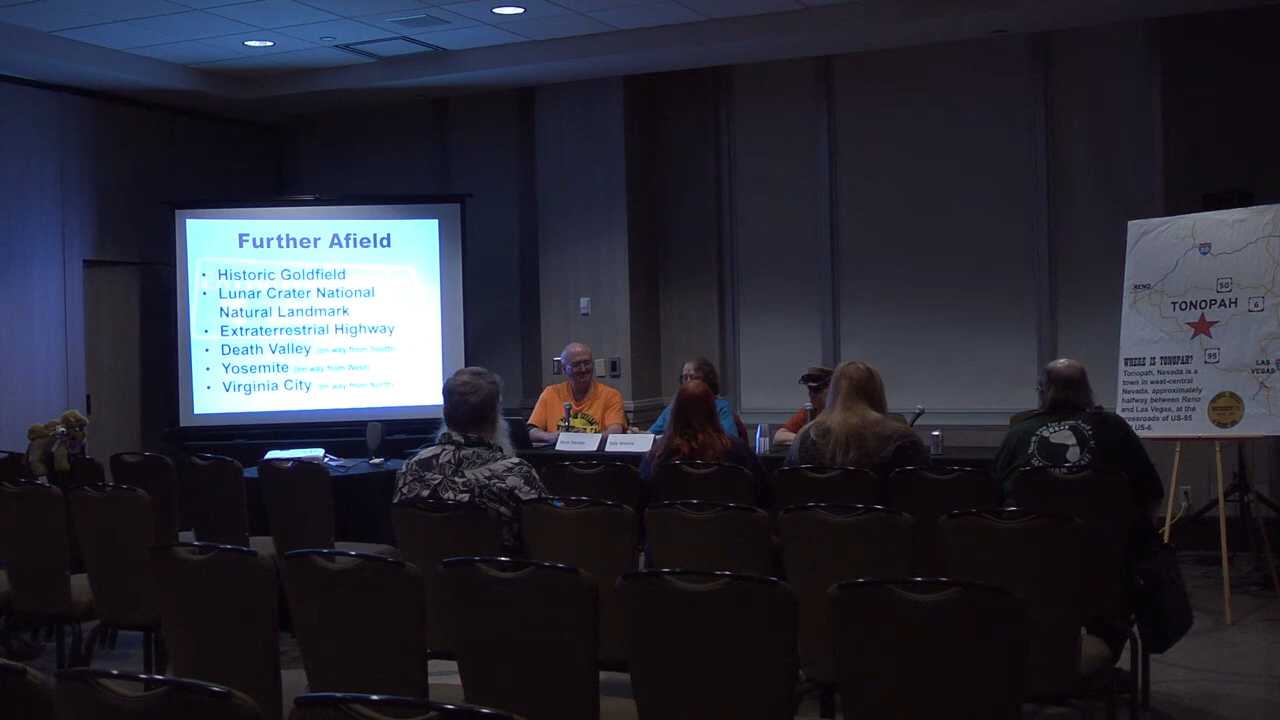 Further Afield
• Historic Goldfield
• Lunar Crater National
Natural Landmark
• Extraterrestrial Highway
• Death Valley (on way from South)
• Yosemite (on way from West)
• Virginia City (on way from North)
RENO
50
TONOPAH
6
95
LAS
VEGAS
WHERE IS TONOPAH?
Tonopah, Nevada is a
town in west-central
Nevada, approximately
halfway between Reno
and Las Vegas, at the
crossroads of US-95
US-6.